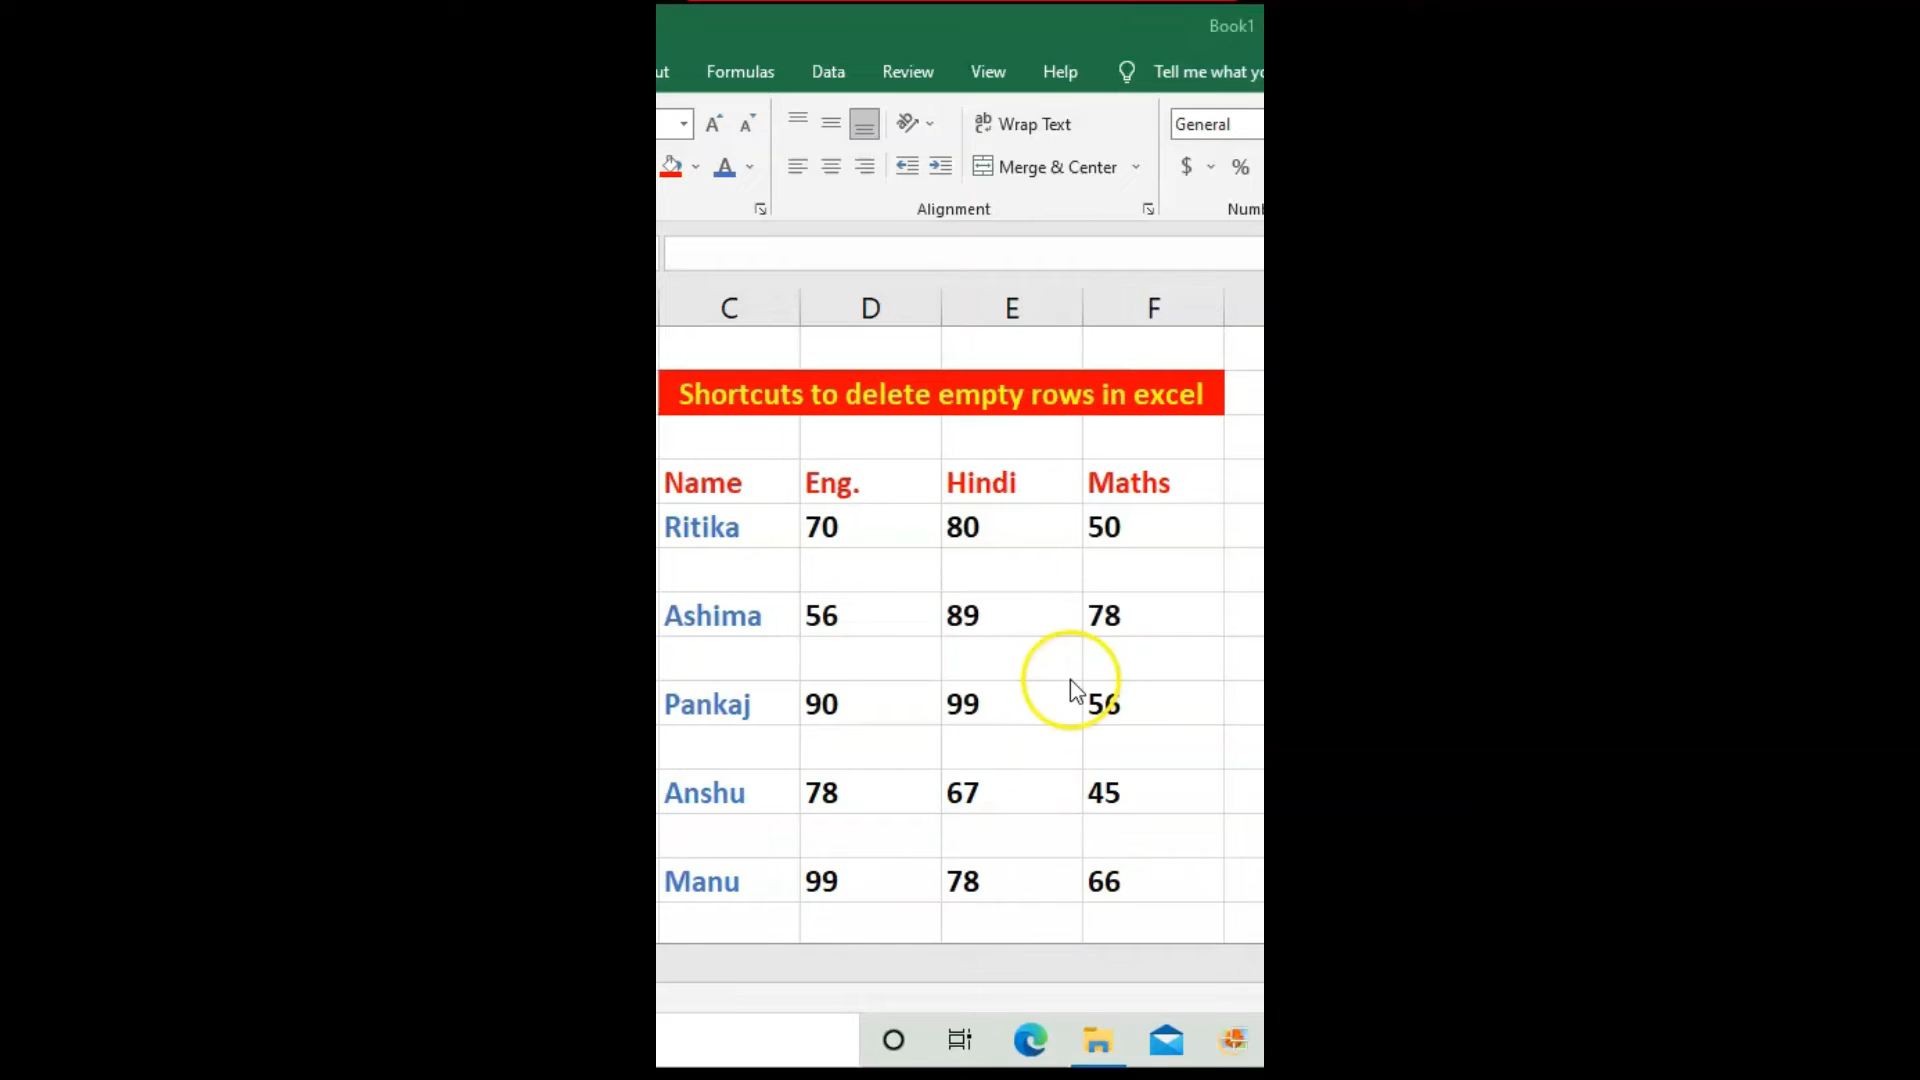 Book1
ut Formulas Data Review View Help Tell me what yo
A A Wrap Text General
A Merge & Center $ %
Alignment Numb
C D E F
Shortcuts to delete empty rows in excel
Name Eng. Hindi Maths
Ritika 70 80 50
Ashima 56 89 78
Pankaj 90 99 56
Anshu 78 67 45
Manu 99 78 66